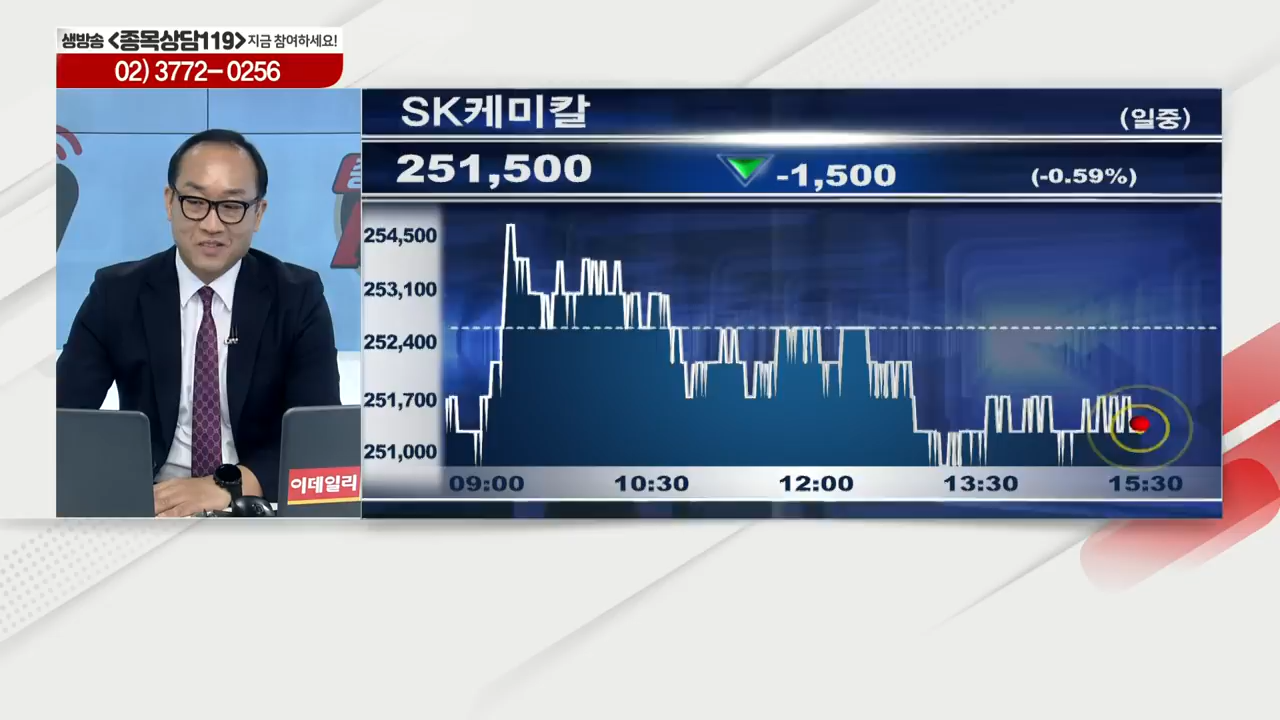 생방송 <종목상담119> 지금 참여하세요!
02) 3772-0256
SK케미칼 (일중)
251,500 -1,500 (-0.59%)
254,500
253,100
252,400
251,700
251,000
09:00 10:30 12:00 13:30 15:30
이데일리